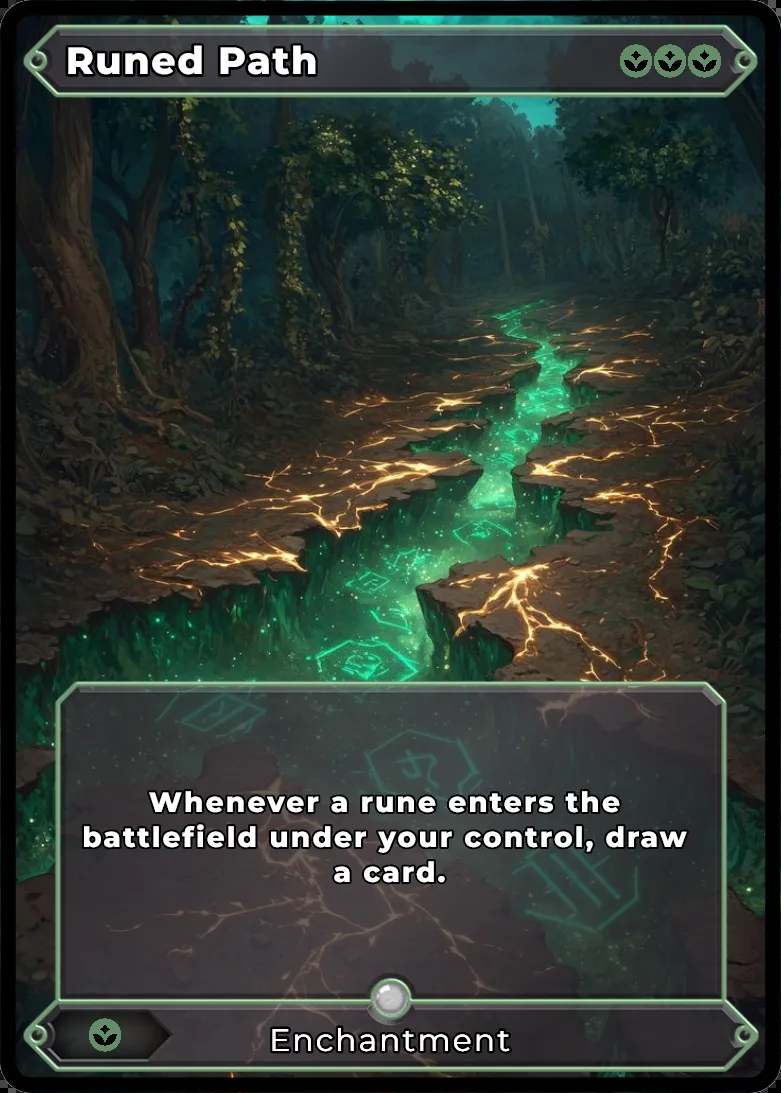 Runed Path
Whenever a rune enters the
battlefield under your control, draw
a card.
Enchantment